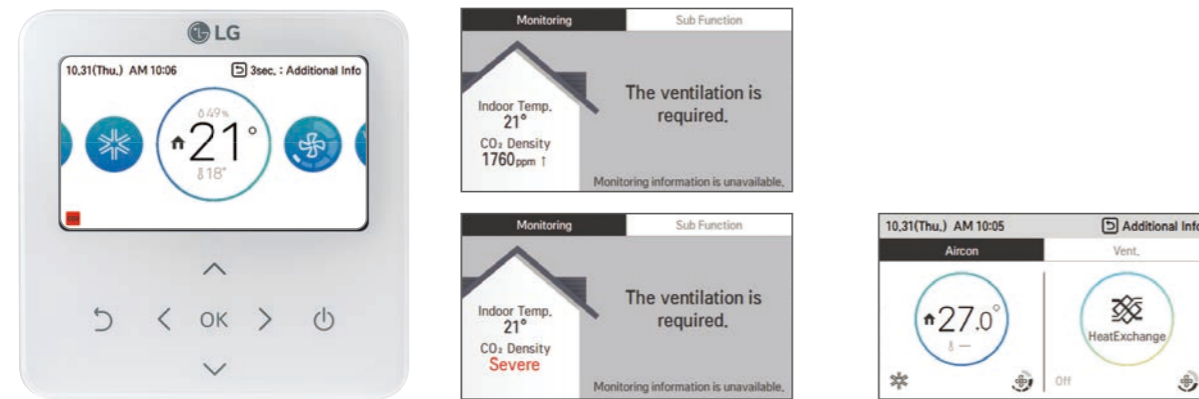 LG
10.31(Thu.) AM 10:06 3sec. : Additional Info
49%
21°
18°
OK
Monitoring Sub Function
Indoor Temp.
21°
CO₂ Density
1760ppm ↑
The ventilation is
required.
Monitoring information is unavailable.
Monitoring Sub Function
Indoor Temp.
21°
CO₂ Density
Severe
The ventilation is
required.
Monitoring information is unavailable.
10.31(Thu.) AM 10:05 Additional Info
Aircon Vent.
27.0°
HeatExchange
Off